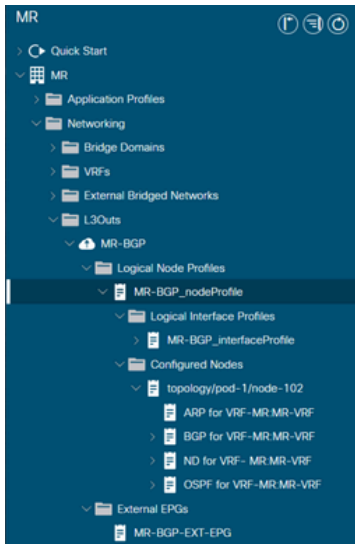 MR
Quick Start
MR
Application Profiles
Networking
Bridge Domains
VRFs
External Bridged Networks
L3Outs
MR-BGP
Logical Node Profiles
MR-BGP_nodeProfile
Logical Interface Profiles
MR-BGP_interfaceProfile
Configured Nodes
topology/pod-1/node-102
ARP for VRF-MR:MR-VRF
BGP for VRF-MR:MR-VRF
ND for VRF- MR:MR-VRF
OSPF for VRF-MR:MR-VRF
External EPGs
MR-BGP-EXT-EPG